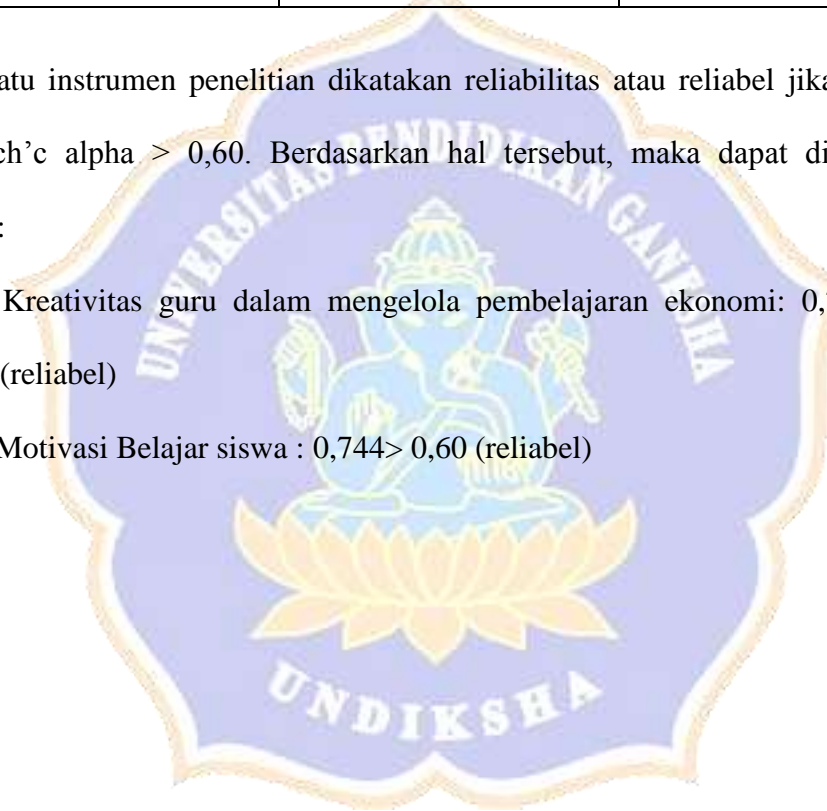 atu instrumen penelitian dikatakan reliabilitas atau reliabel jika
ch’c alpha > 0,60. Berdasarkan hal tersebut, maka dapat di
:
Kreativitas guru dalam mengelola pembelajaran ekonomi: 0,
(reliabel)
Motivasi Belajar siswa : 0,744> 0,60 (reliabel)
UNIVERSITAS PENDIDIKAN GANESHA
UNDIKSHA